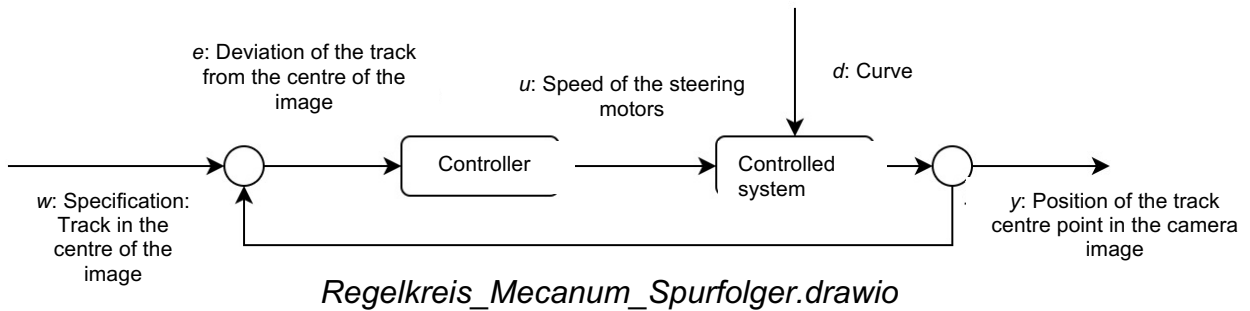 e: Deviation of the track
from the centre of the
image
u: Speed of the steering
motors
d: Curve
Controller
Controlled
system
w: Specification:
Track in the
centre of the
image
y: Position of the track
centre point in the camera
image
Regelkreis_Mecanum_Spurfolger.drawio